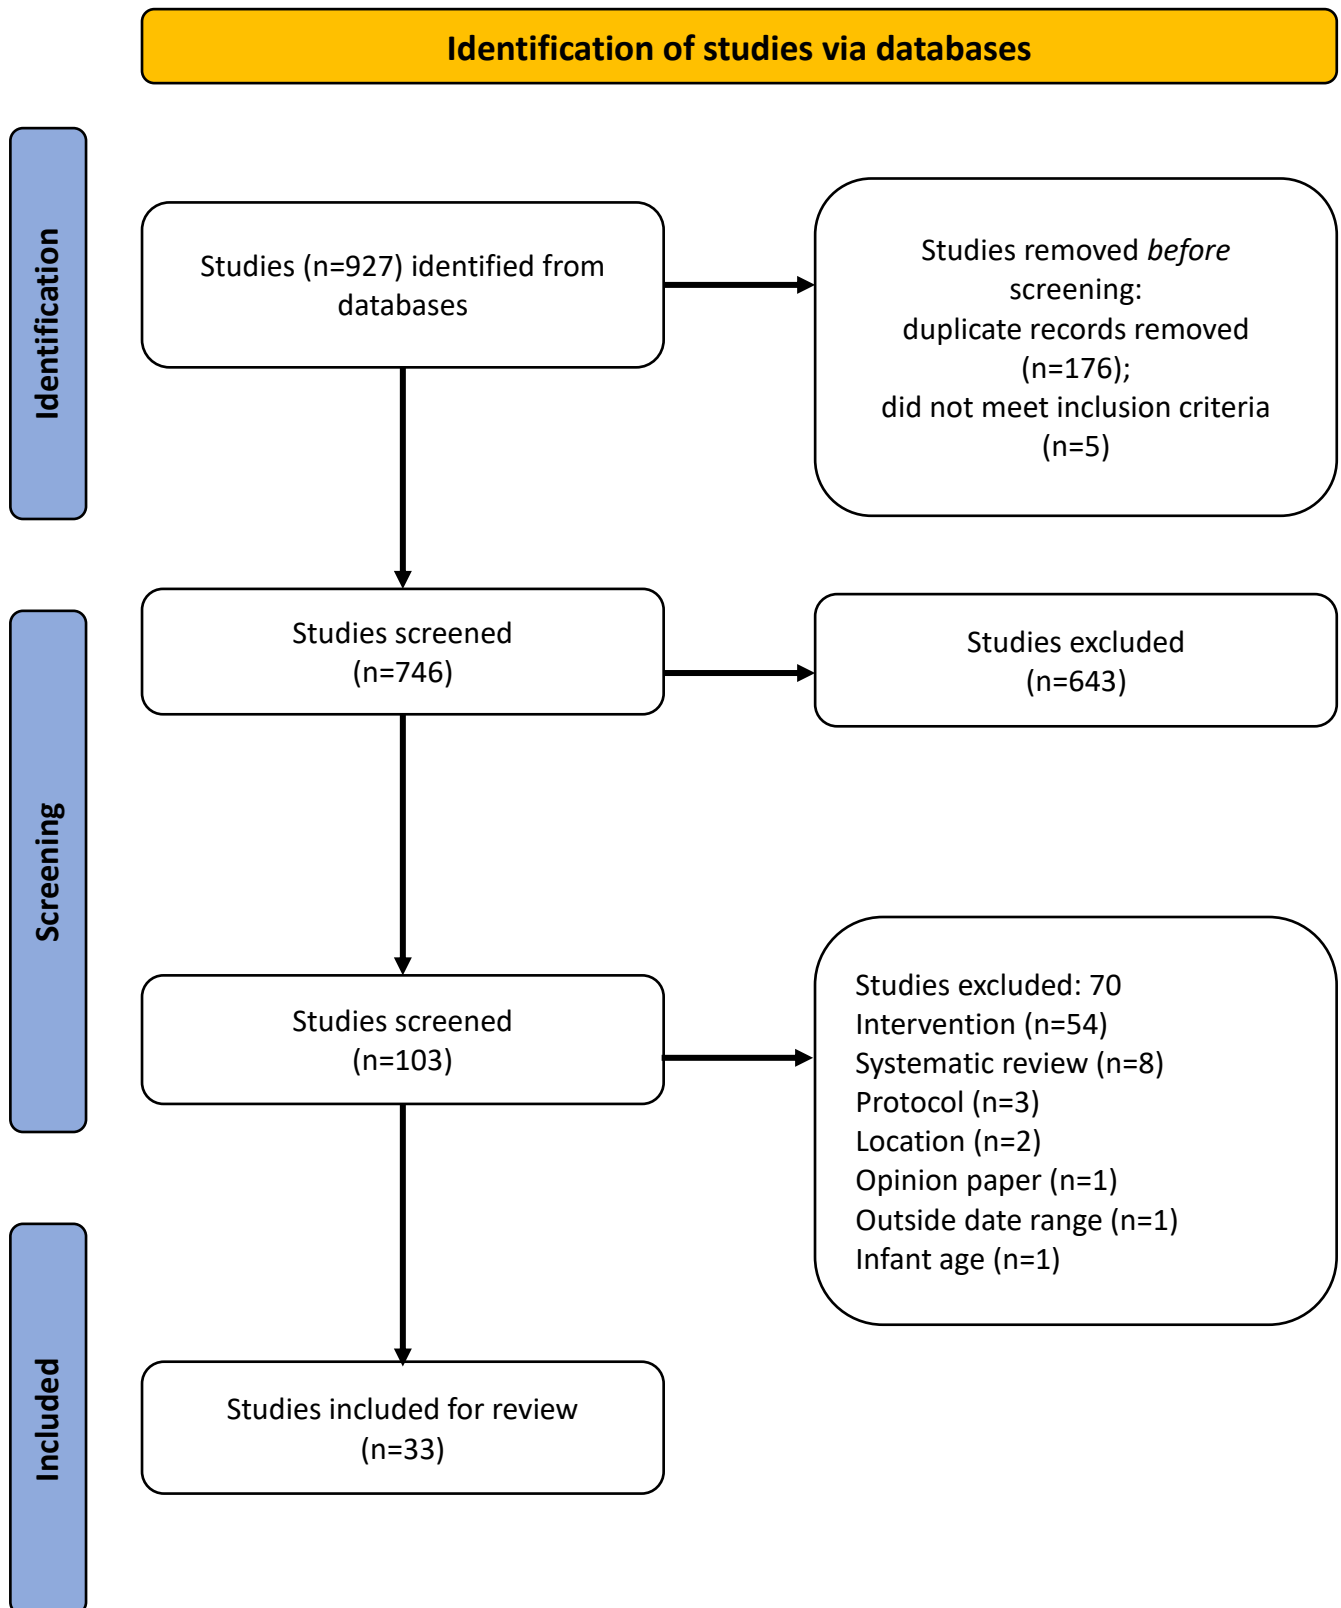 Identification of studies via databases
Identification
Studies (n=927) identified from
databases
Studies removed before
screening:
duplicate records removed
(n=176);
did not meet inclusion criteria
(n=5)
Screening
Studies screened
(n=746)
Studies excluded
(n=643)
Studies screened
(n=103)
Studies excluded: 70
Intervention (n=54)
Systematic review (n=8)
Protocol (n=3)
Location (n=2)
Opinion paper (n=1)
Outside date range (n=1)
Infant age (n=1)
Included
Studies included for review
(n=33)